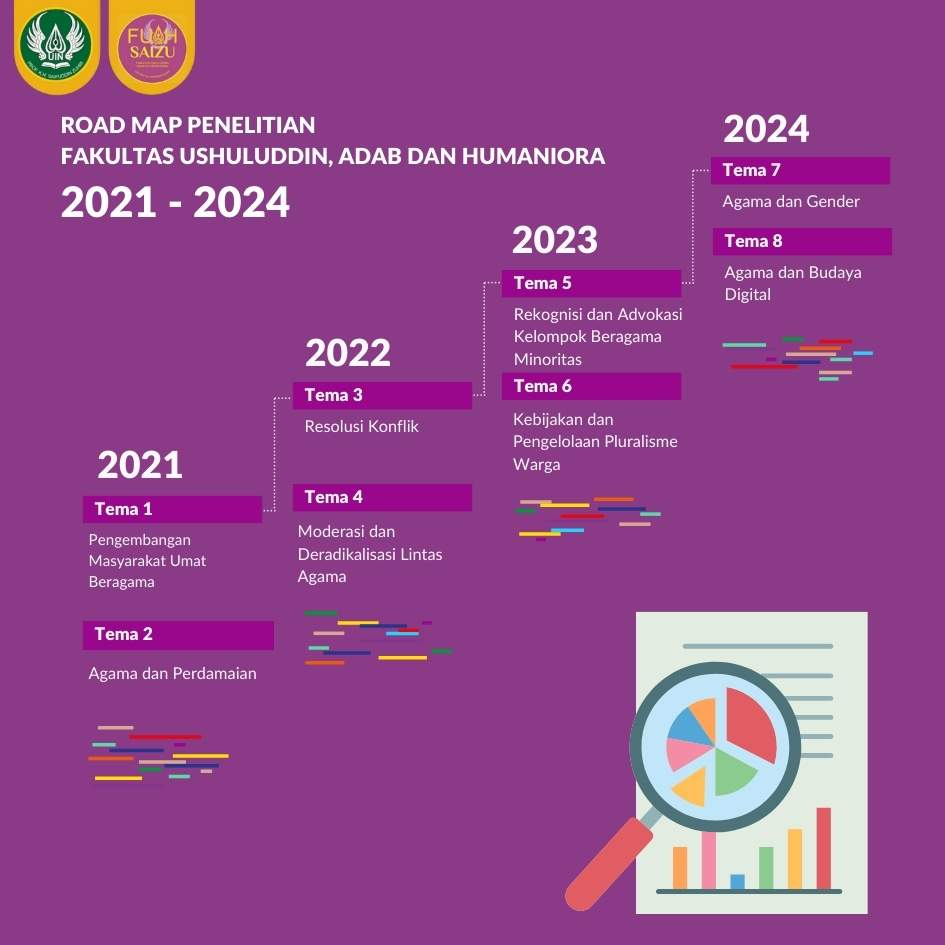 UIN
PROF. K.H. SAIFUDDIN ZUHRI
FUAH
SAIZU
ROAD MAP PENELITIAN
FAKULTAS USHULUDDIN, ADAB DAN HUMANIORA
2021 - 2024
2021
Tema 1
Pengembangan
Masyarakat Umat
Beragama
Tema 2
Agama dan Perdamaian
2022
Tema 3
Resolusi Konflik
Tema 4
Moderasi dan
Deradikalisasi Lintas
Agama
2023
Tema 5
Rekognisi dan Advokasi
Kelompok Beragama
Minoritas
Tema 6
Kebijakan dan
Pengelolaan Pluralisme
Warga
2024
Tema 7
Agama dan Gender
Tema 8
Agama dan Budaya
Digital